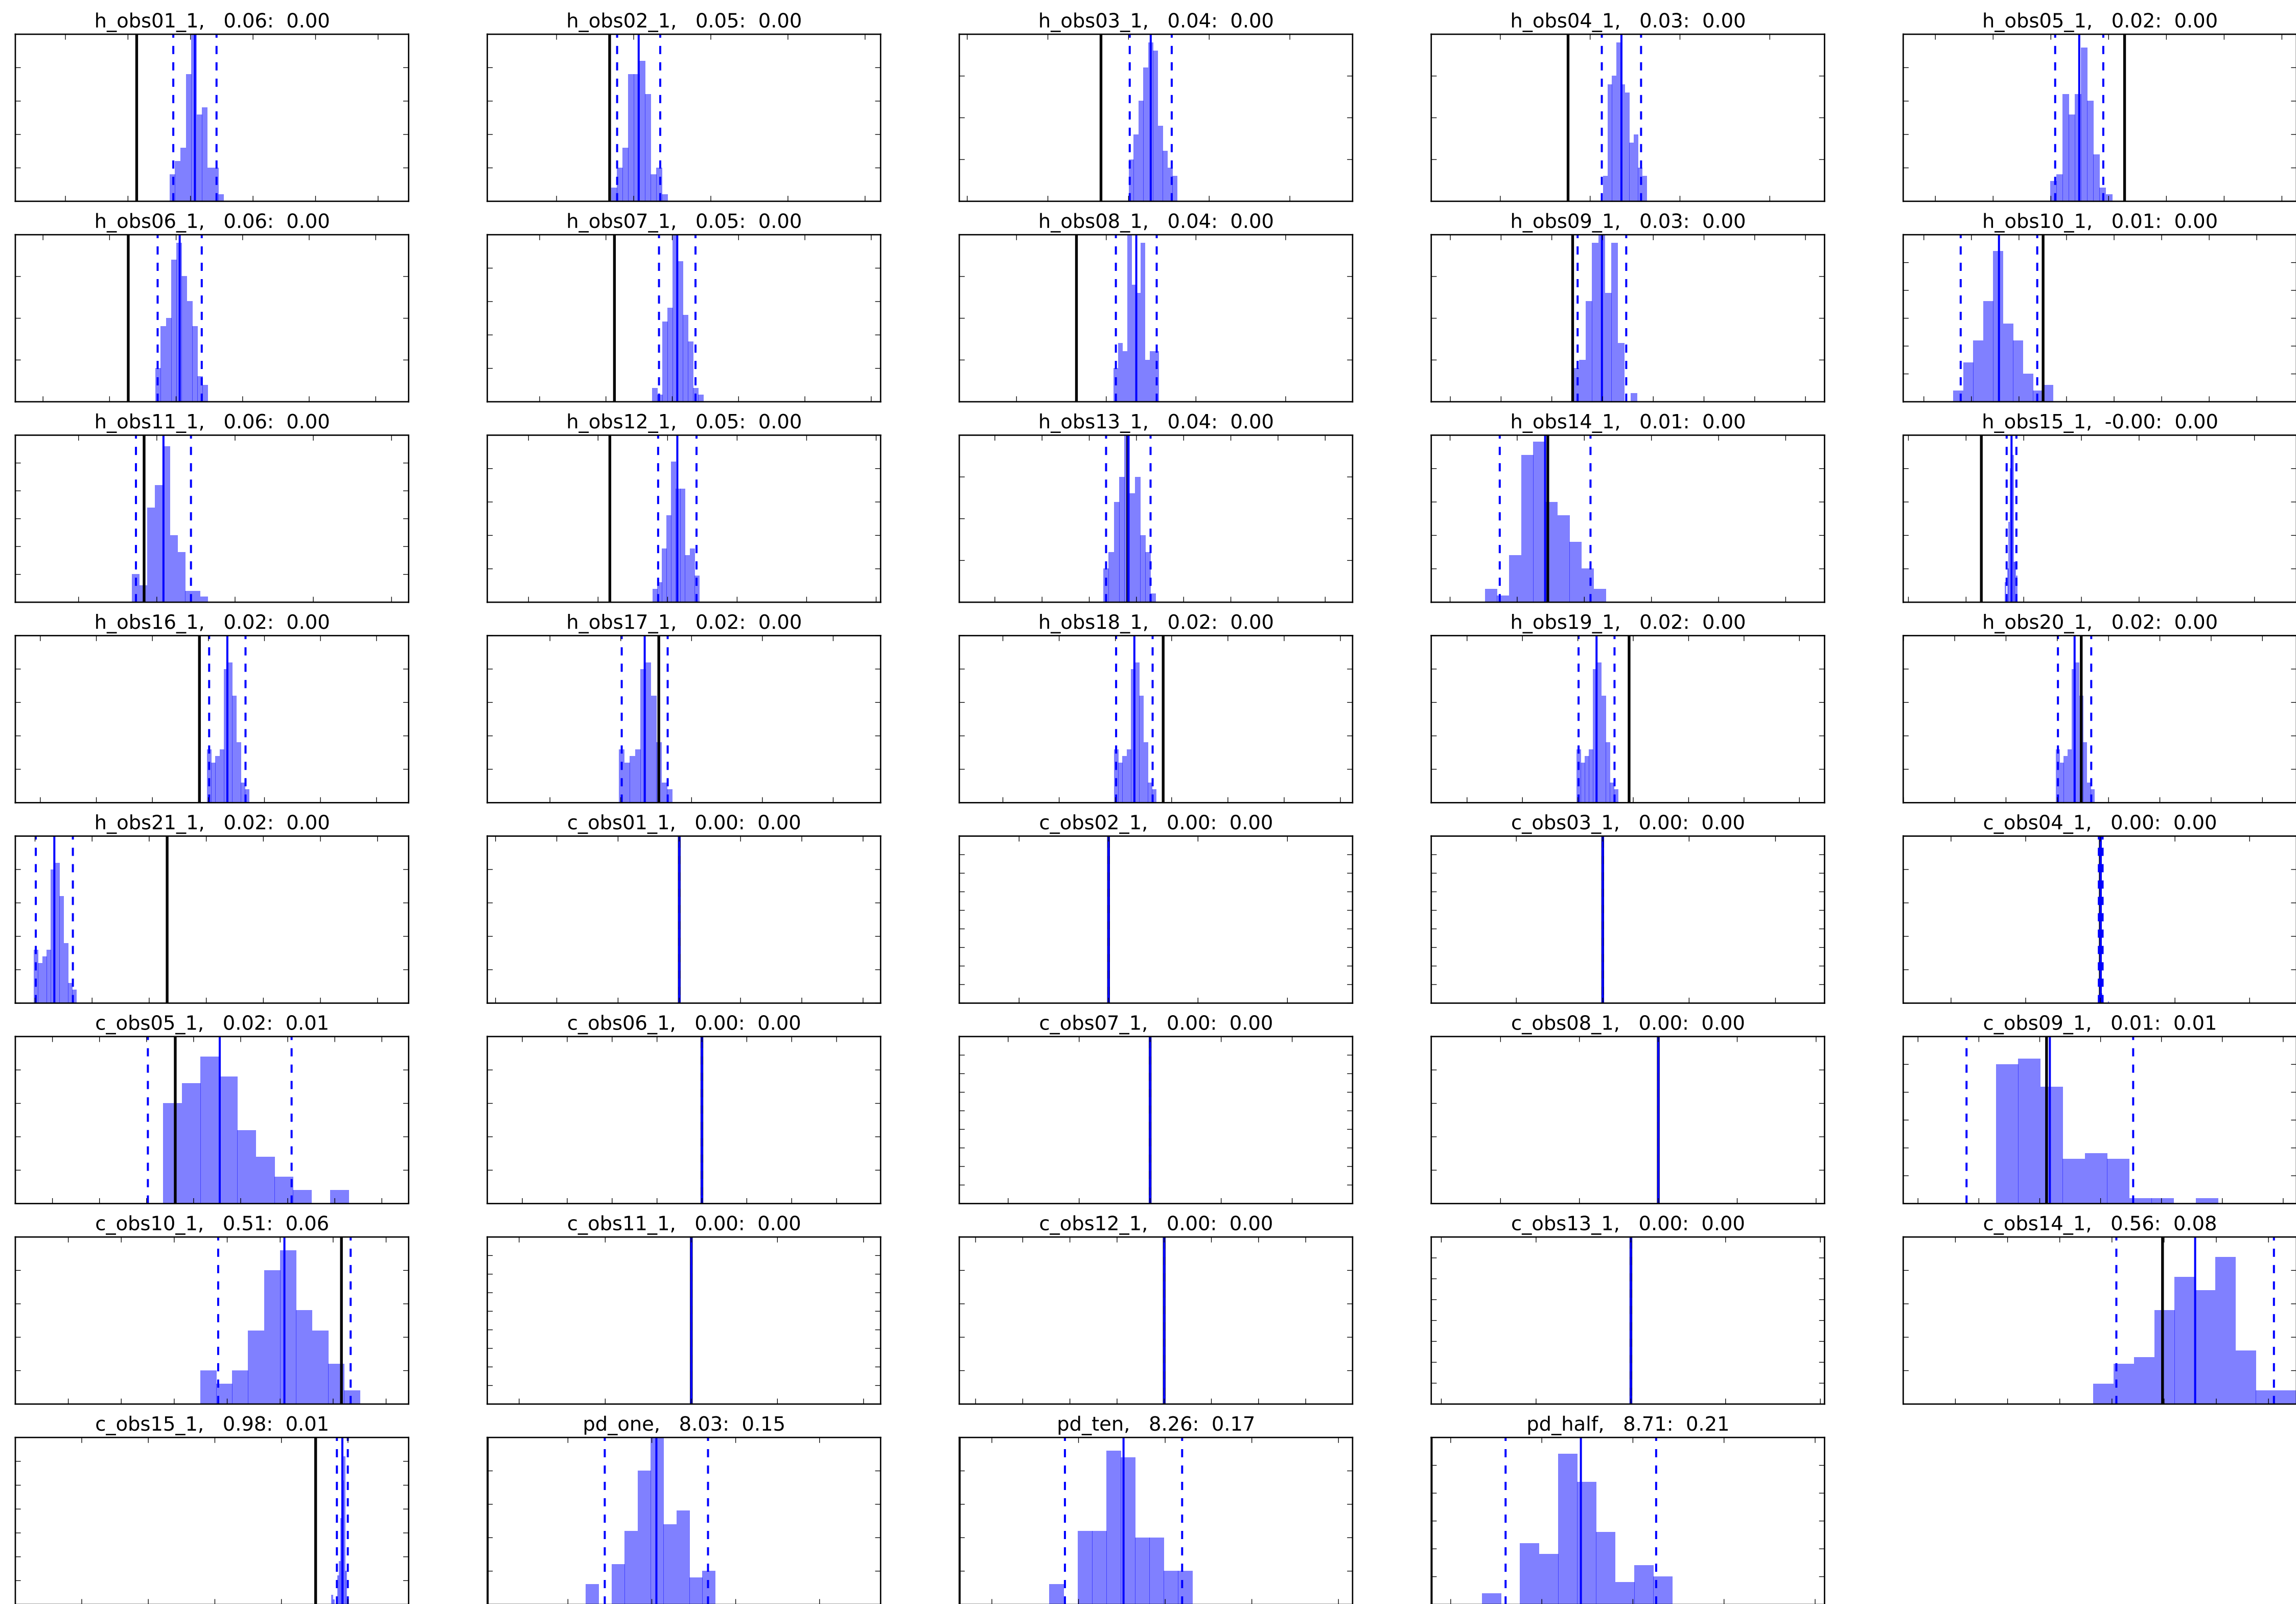 h_obs01_1, 0.06: 0.00
h_obs02_1, 0.05: 0.00
h_obs03_1, 0.04: 0.00
h_obs04_1, 0.03: 0.00
h_obs05_1, 0.02: 0.00
h_obs06_1, 0.06: 0.00
h_obs07_1, 0.05: 0.00
h_obs08_1, 0.04: 0.00
h_obs09_1, 0.03: 0.00
h_obs10_1, 0.01: 0.00
h_obs11_1, 0.06: 0.00
h_obs12_1, 0.05: 0.00
h_obs13_1, 0.04: 0.00
h_obs14_1, 0.01: 0.00
h_obs15_1, -0.00: 0.00
h_obs16_1, 0.02: 0.00
h_obs17_1, 0.02: 0.00
h_obs18_1, 0.02: 0.00
h_obs19_1, 0.02: 0.00
h_obs20_1, 0.02: 0.00
h_obs21_1, 0.02: 0.00
c_obs01_1, 0.00: 0.00
c_obs02_1, 0.00: 0.00
c_obs03_1, 0.00: 0.00
c_obs04_1, 0.00: 0.00
c_obs05_1, 0.02: 0.01
c_obs06_1, 0.00: 0.00
c_obs07_1, 0.00: 0.00
c_obs08_1, 0.00: 0.00
c_obs09_1, 0.01: 0.01
c_obs10_1, 0.51: 0.06
c_obs11_1, 0.00: 0.00
c_obs12_1, 0.00: 0.00
c_obs13_1, 0.00: 0.00
c_obs14_1, 0.56: 0.08
c_obs15_1, 0.98: 0.01
pd_one, 8.03: 0.15
pd_ten, 8.26: 0.17
pd_half, 8.71: 0.21